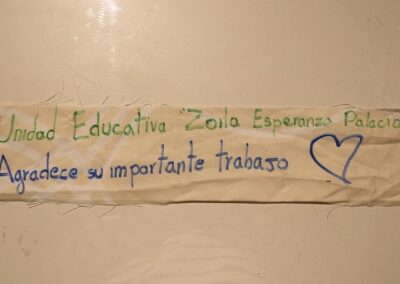 Unidad Educativa "Zoila Esperanza Palacio
Agradece su importante trabajo